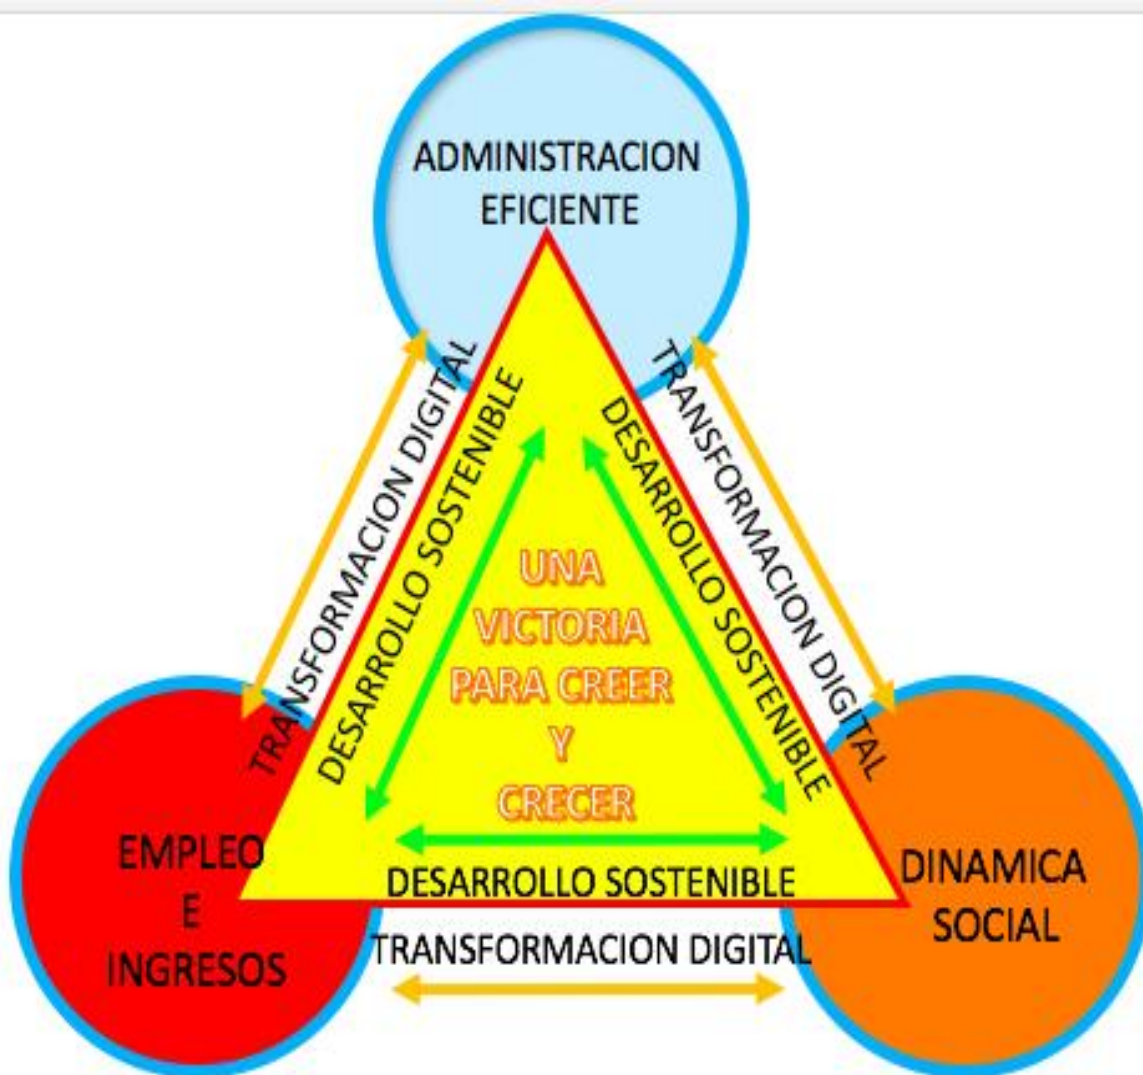 ADMINISTRACION
EFICIENTE
TRANSFORMACION DIGITAL
DESARROLLO SOSTENIBLE
DESARROLLO SOSTENIBLE
TRANSFORMACION DIGITAL
UNA
VICTORIA
PARA CREER
Y
CRECER
EMPLEO
E
INGRESOS
DESARROLLO SOSTENIBLE
TRANSFORMACION DIGITAL
DINAMICA
SOCIAL